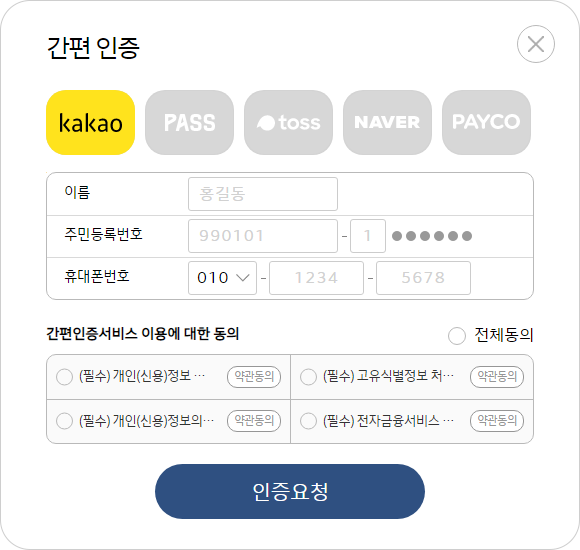 간편 인증
kakao PASS toss NAVER PAYCO
이름 홍길동
주민등록번호 990101 - 1 ●●●●●●
휴대폰번호 010 - 1234 - 5678
간편인증서비스 이용에 대한 동의 전체동의
(필수) 개인(신용)정보 ... 약관동의 (필수) 고유식별정보 처... 약관동의
(필수) 개인(신용)정보의... 약관동의 (필수) 전자금융서비스 ... 약관동의
인증요청